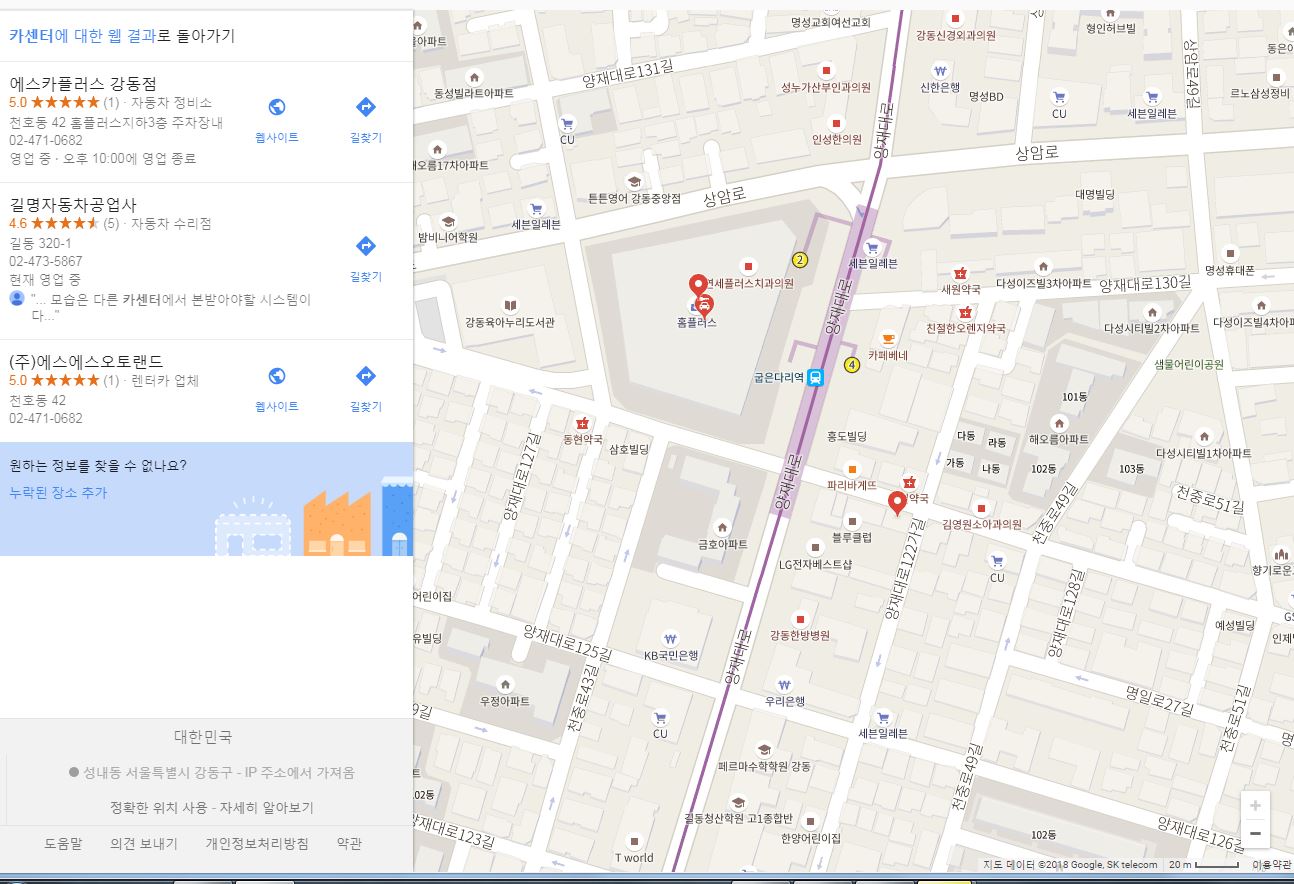 카센터에 대한 웹 결과로 돌아가기
에스카플러스 강동점
5.0 ★★★★★ (1) · 자동차 정비소
천호동 42 홈플러스지하3층 주차장내
02-471-0682
영업 중 · 오후 10:00에 영업 종료
웹사이트
길찾기
길명자동차공업사
4.6 ★★★★★ (5) · 자동차 수리점
길동 320-1
02-473-5867
현재 영업 중
"... 모습은 다른 카센터에서 본받아야할 시스템이
다..."
길찾기
(주)에스에스오토랜드
5.0 ★★★★★ (1) · 렌터카 업체
천호동 42
02-471-0682
웹사이트
길찾기
원하는 정보를 찾을 수 없나요?
누락된 장소 추가
대한민국
성내동 서울특별시 강동구 - IP 주소에서 가져옴
정확한 위치 사용 - 자세히 알아보기
도움말 의견 보내기 개인정보처리방침 약관
명성교회여선교회
강동신경외과의원
형인허브빌
양재대로131길
동성빌라트아파트
성누가산부인과의원
신한은행
명성BD
CU
세븐일레븐
르노삼성정비
상암로49길
CU
인성한의원
양재대로
상암로
해오름17차아파트
튼튼영어 강동중앙점
상암로
대명빌딩
밤비니어학원
세븐일레븐
2
세븐일레븐
명성휴대폰
연세플러스치과의원
새원약국
다성이즈빌3차아파트
양재대로130길
홈플러스
강동육아누리도서관
양재대로
친절한오렌지약국
다성시티빌2차아파트
다성이즈빌4차아파
카페베네
4
굽은다리역
샘물어린이공원
101동
동현약국
삼호빌딩
홍도빌딩
다동
라동
해오름아파트
다성시티빌1차아파트
가동
나동
102동
103동
양재대로127길
양재대로
파리바게뜨
약국
천중로49길
천중로51길
김영원소아과의원
금호아파트
블루클럽
LG전자베스트샵
양재대로122가길
CU
향기로운
어린이집
양재대로128길
유빌딩
양재대로125길
KB국민은행
강동한방병원
양재대로
예성빌딩
인제
우정아파트
우리은행
명일로27길
천중로43길
천중로51길
CU
세븐일레븐
페르마수학학원 강동
천중로49길
02동
길동청산학원 고1종합반
양재대로123길
한양어린이집
102동
양재대로126길
T world
지도 데이터 ©2018 Google, SK telecom 20 m 이용약관